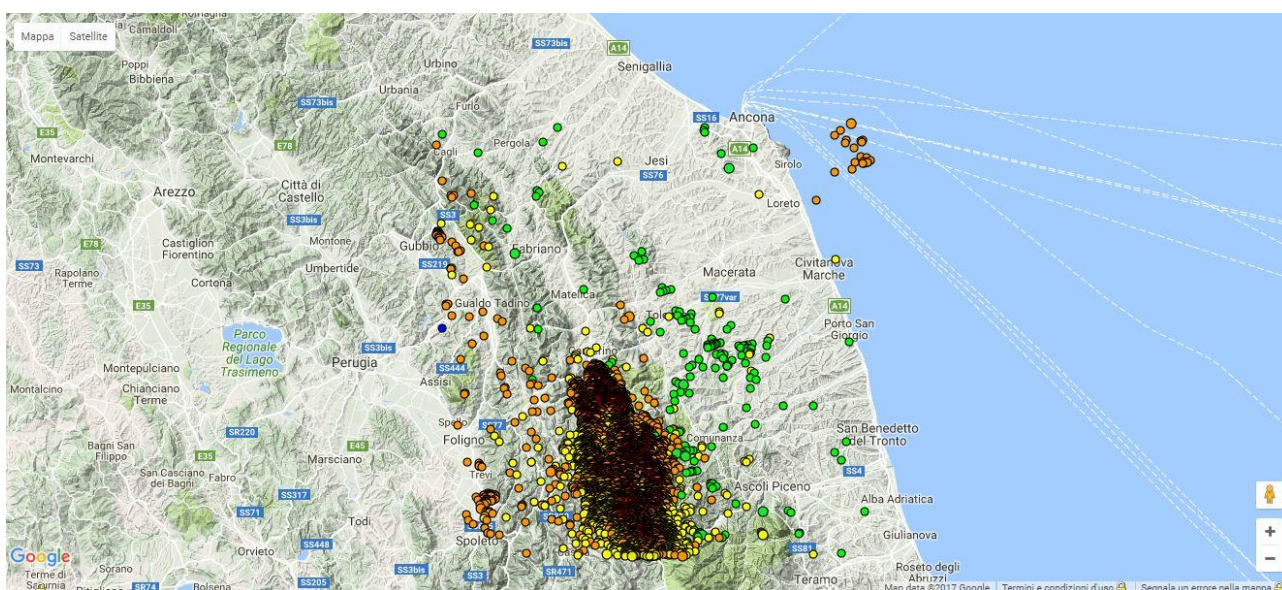 Mappa
Satellite
Camaldoli
Poppi
Bibbiena
Urbino
SS73bis
A14
Senigallia
Urbania
SS73bis
Furlo
E35
Montevarchi
E78
Cagli
Pergola
SS16
Ancona
A14
Jesi
SS76
Sirolo
Arezzo
Città di
Castello
SS3bis
SS3
Loreto
E78
Castiglion
Fiorentino
Montone
Gubbio
Fabriano
SS73
Rapolano
Terme
Cortona
Umbertide
SS219
Macerata
Civitanova
Marche
E35
Gualdo Tadino
Matelica
A14
Porto San
Giorgio
Parco
Regionale
del Lago
Trasimeno
Perugia
SS3bis
SS444
Assisi
Montepulciano
Chianciano
Terme
Montalcino
Spello
Foligno
SR220
E45
Comunanza
San Benedetto
del Tronto
Bagni San
Filippo
E35
Marsciano
Trevi
SS4
San Casciano
dei Bagni
Fabro
SS317
Ascoli Piceno
Alba Adriatica
SS71
Todi
Spoleto
Giulianova
Google
Orvieto
SS448
SS81
Sorano
SS3bis
SS3
SR471
Teramo
Roseto degli
Abruzzi
SR74
Bolsena
SS205
Map data ©2017 Google
Termini e condizioni d'uso
Segnala un errore nella mappa